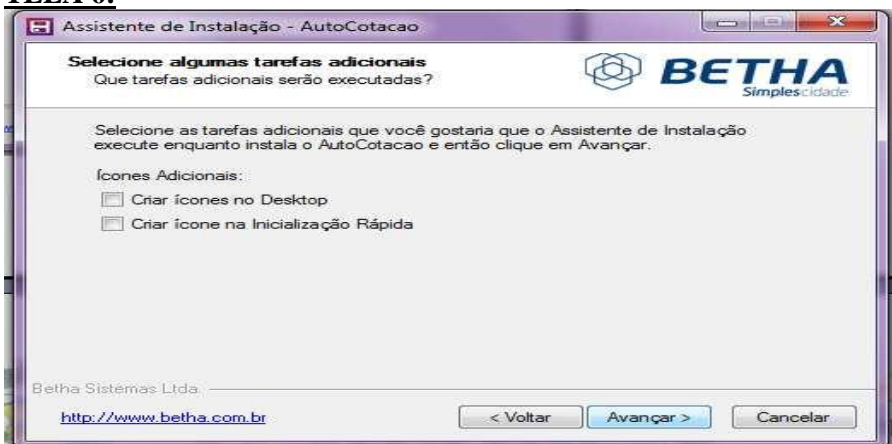 TELA 6:
Assistente de Instalação - AutoCotacao
Selecione algumas tarefas adicionais
Que tarefas adicionais serão executadas?
BETHA
Simplescidade
Selecione as tarefas adicionais que você gostaria que o Assistente de Instalação
execute enquanto instala o AutoCotacao e então clique em Avançar.
Ícones Adicionais:
Criar ícones no Desktop
Criar ícone na Inicialização Rápida
Betha Sistemas Ltda.
http://www.betha.com.br
< Voltar
Avançar >
Cancelar